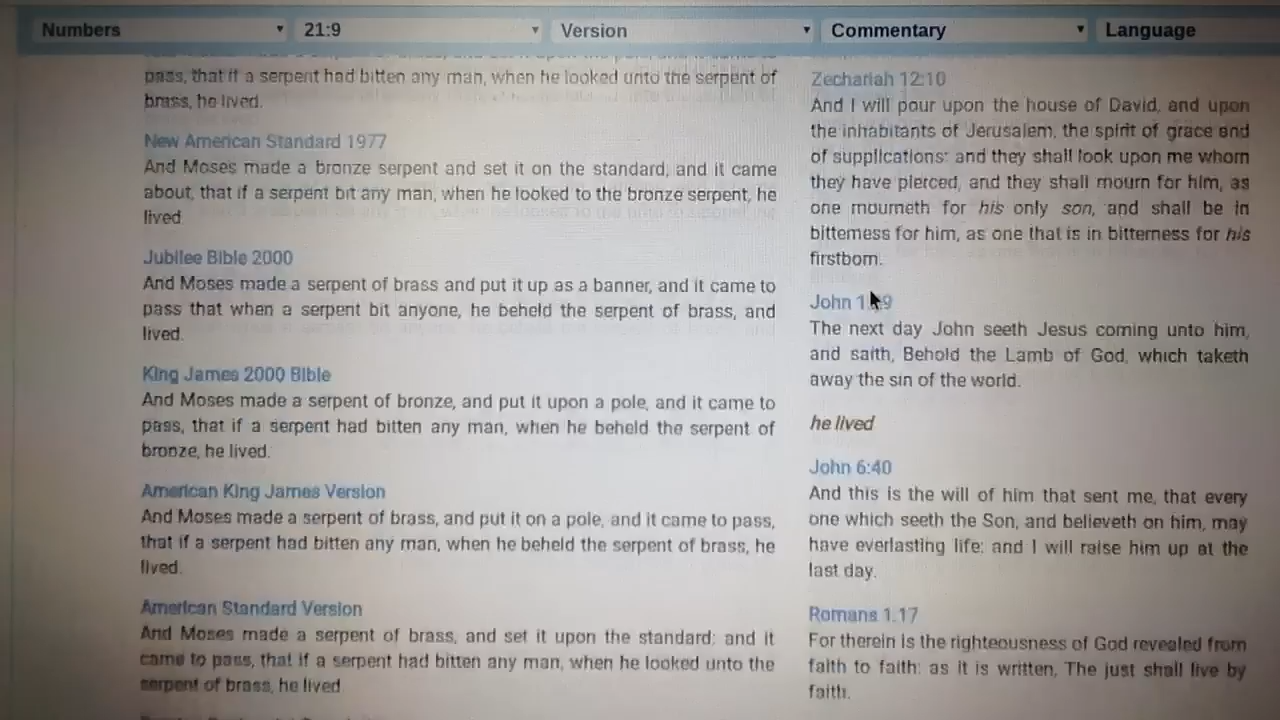 Numbers
21:9
Version
Commentary
Language
pass, that if a serpent had bitten any man, when he looked unto the serpent of
brass, he lived.
New American Standard 1977
And Moses made a bronze serpent and set it on the standard; and it came
about, that if a serpent bit any man, when he looked to the bronze serpent, he
lived.
Jubilee Bible 2000
And Moses made a serpent of brass and put it up as a banner, and it came to
pass that when a serpent bit anyone, he beheld the serpent of brass, and
lived.
King James 2000 Bible
And Moses made a serpent of bronze, and put it upon a pole, and it came to
pass, that if a serpent had bitten any man, when he beheld the serpent of
bronze, he lived.
American King James Version
And Moses made a serpent of brass, and put it on a pole, and it came to pass,
that if a serpent had bitten any man, when he beheld the serpent of brass, he
lived.
American Standard Version
And Moses made a serpent of brass, and set it upon the standard: and it
came to pass, that if a serpent had bitten any man, when he looked unto the
serpent of brass, he lived.
Zechariah 12:10
And I will pour upon the house of David, and upon
the inhabitants of Jerusalem, the spirit of grace and
of supplications: and they shall look upon me whom
they have pierced, and they shall mourn for him, as
one mourneth for his only son, and shall be in
bitterness for him, as one that is in bitterness for his
firstborn.
John
The next day John seeth Jesus coming unto him,
and saith, Behold the Lamb of God, which taketh
away the sin of the world.
he lived
John 6:40
And this is the will of him that sent me, that every
one which seeth the Son, and believeth on him, may
have everlasting life: and I will raise him up at the
last day.
Romans 1:17
For therein is the righteousness of God revealed from
faith to faith: as it is written, The just shall live by
faith.